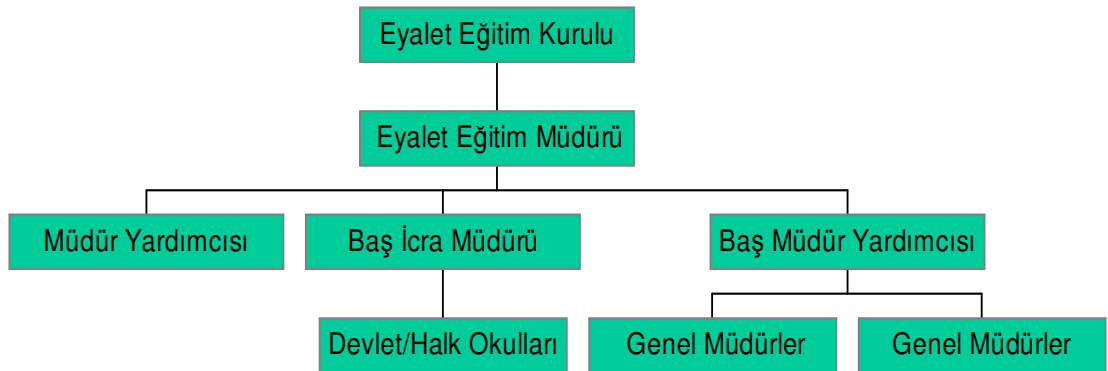 Eyalet Eğitim Kurulu
Eyalet Eğitim Müdürü
Müdür Yardımcısı
Baş İcra Müdürü
Baş Müdür Yardımcısı
Devlet/Halk Okulları
Genel Müdürler
Genel Müdürler